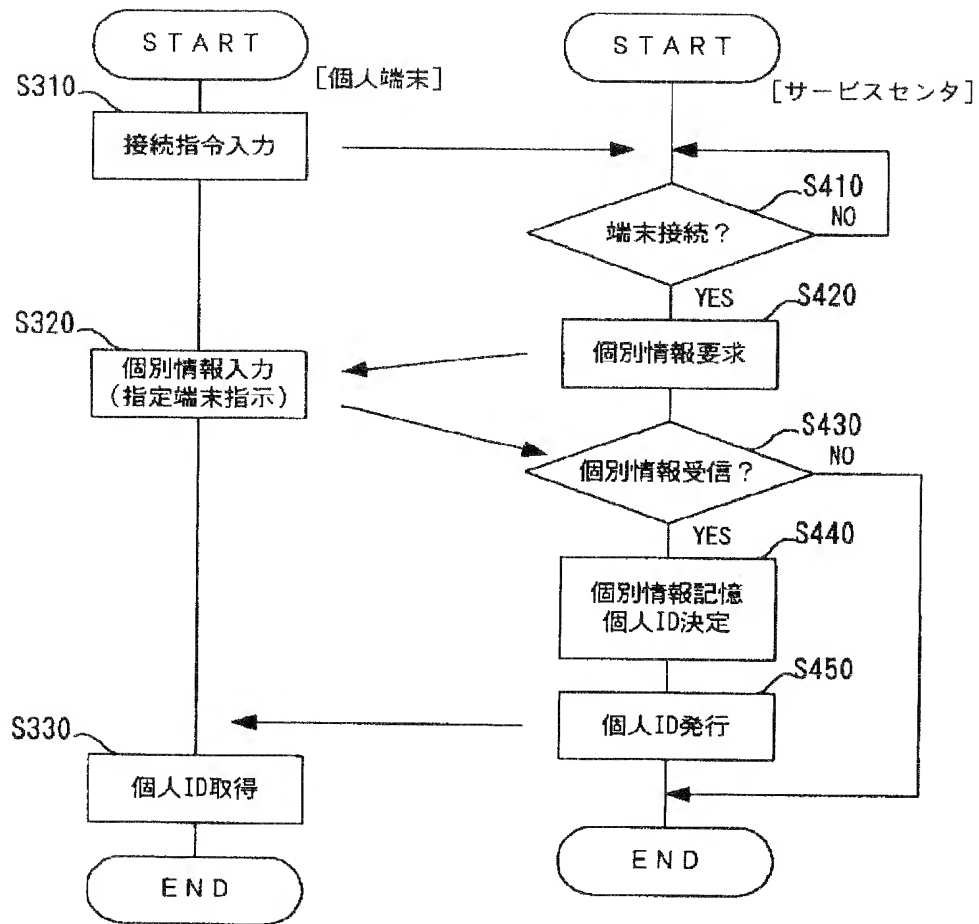 START
[個人端末]
S310
接続指令入力
S320
個別情報入力
(指定端末指示)
S330
個人ID取得
END
START
[サービスセンタ]
S410
端末接続?
NO
YES
S420
個別情報要求
S430
個別情報受信?
NO
YES
S440
個別情報記憶
個人ID決定
S450
個人ID発行
END